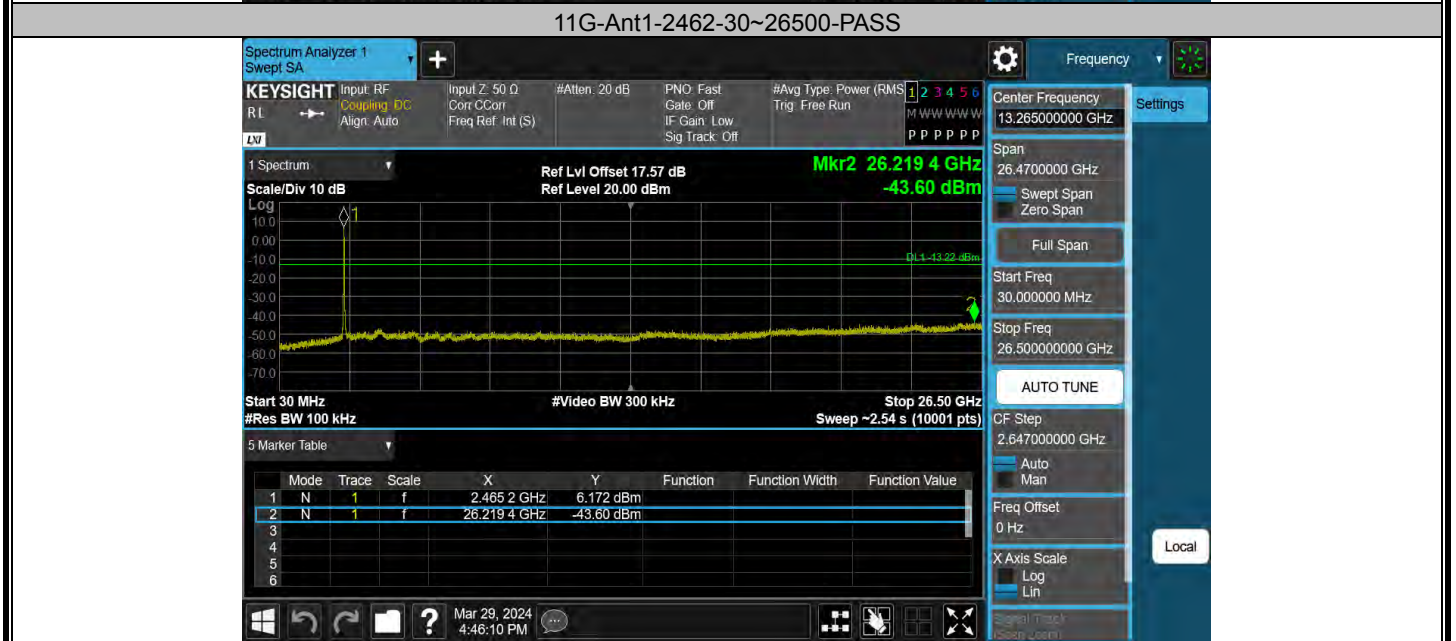 11G-Ant1-2462-30~26500-PASS
Spectrum Analyzer 1
Swept SA
+
Frequency
KEYSIGHT
RL
LXI
Input: RF
Coupling: DC
Align: Auto
Input Z: 50 Ω
Corr CCorr
Freq Ref: Int (S)
#Atten: 20 dB
PNO: Fast
Gate: Off
IF Gain: Low
Sig Track: Off
#Avg Type: Power (RMS
Trig: Free Run
1 2 3 4 5 6
M W W W W W
P P P P P P
1 Spectrum
Scale/Div 10 dB
Ref Lvl Offset 17.57 dB
Ref Level 20.00 dBm
Mkr2 26.219 4 GHz
-43.60 dBm
Log
10.0
0.00
-10.0
-20.0
-30.0
-40.0
-50.0
-60.0
-70.0
1
DL1 -13.22 dBm
2
Start 30 MHz
#Res BW 100 kHz
#Video BW 300 kHz
Stop 26.50 GHz
Sweep ~2.54 s (10001 pts)
5 Marker Table
Mode Trace Scale X Y Function Function Width Function Value
1 N 1 f 2.465 2 GHz 6.172 dBm
2 N 1 f 26.219 4 GHz -43.60 dBm
3
4
5
6
?
Mar 29, 2024
4:46:10 PM
Center Frequency
13.265000000 GHz
Span
26.4700000 GHz
Swept Span
Zero Span
Full Span
Start Freq
30.000000 MHz
Stop Freq
26.500000000 GHz
AUTO TUNE
CF Step
2.647000000 GHz
Auto
Man
Freq Offset
0 Hz
X Axis Scale
Log
Lin
Signal Track
(Span Zoom)
Settings
Local